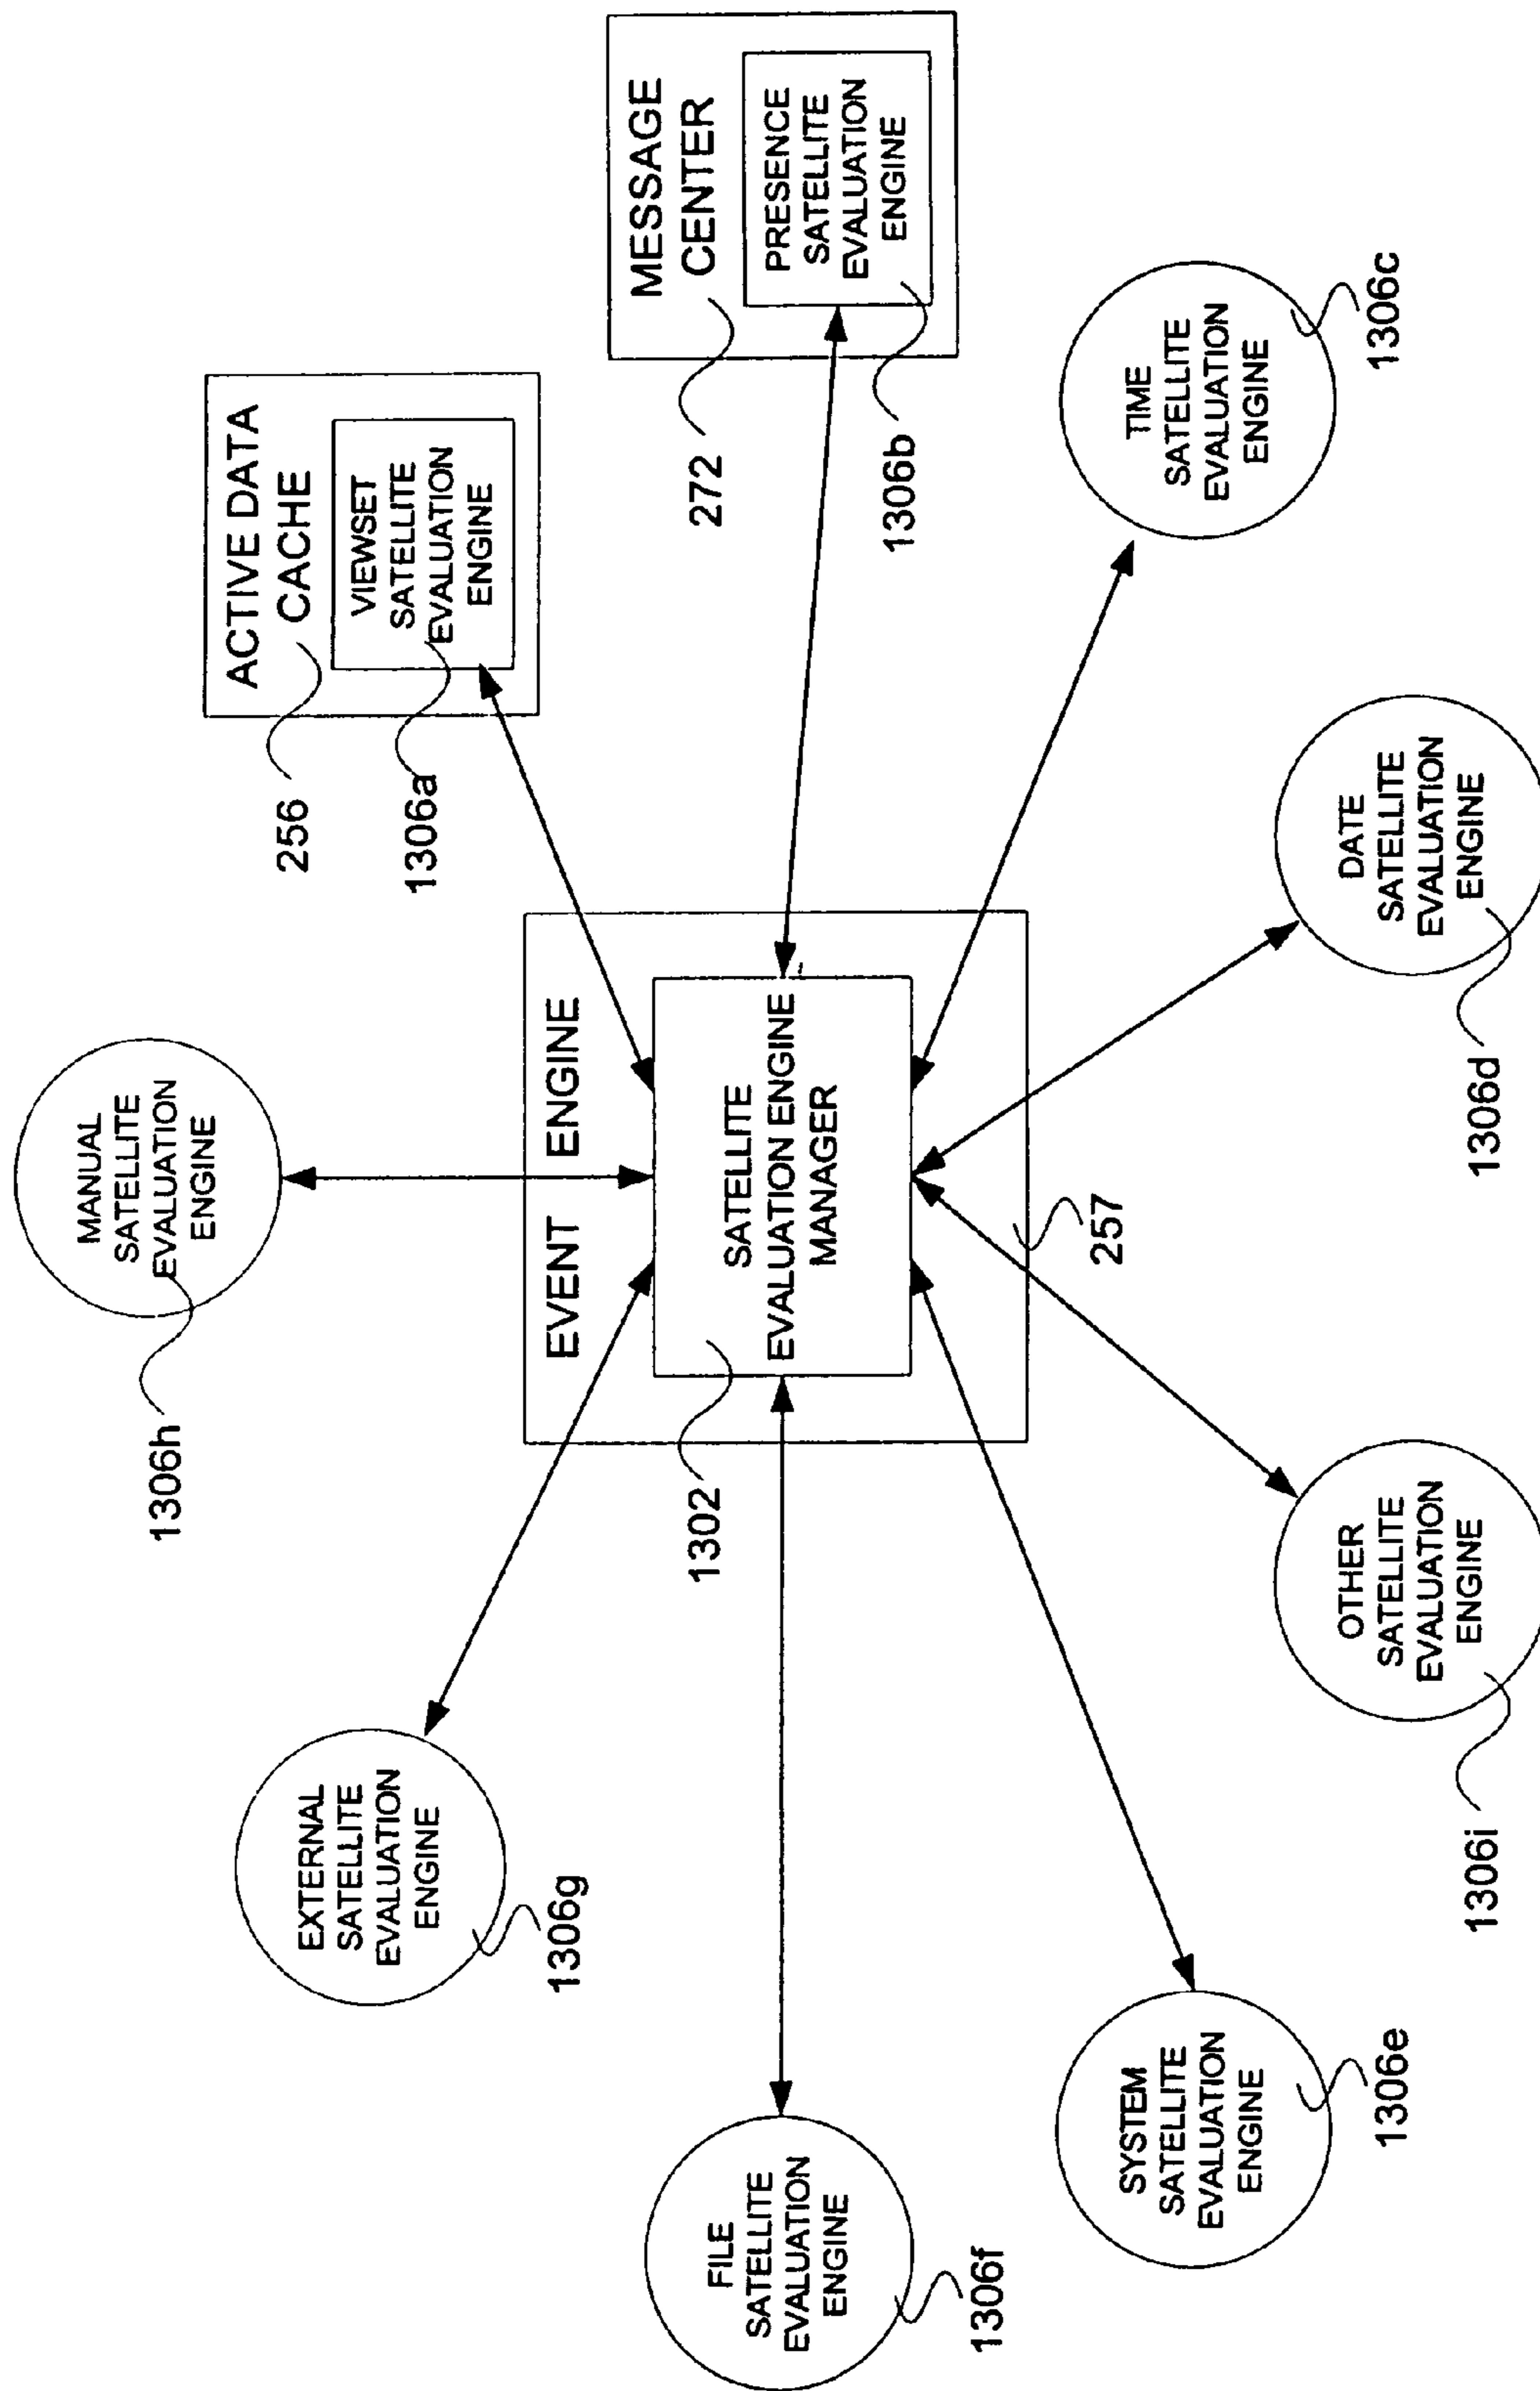 MANUAL
SATELLITE
EVALUATION
ENGINE
1306h
ACTIVE DATA
CACHE
VIEWSET
SATELLITE
EVALUATION
ENGINE
256
1306a
MESSAGE
CENTER
PRESENCE
SATELLITE
EVALUATION
ENGINE
272
1306b
EXTERNAL
SATELLITE
EVALUATION
ENGINE
1306g
EVENT ENGINE
SATELLITE
EVALUATION ENGINE
MANAGER
1302
257
FILE
SATELLITE
EVALUATION
ENGINE
1306f
TIME
SATELLITE
EVALUATION
ENGINE
1306c
SYSTEM
SATELLITE
EVALUATION
ENGINE
1306e
OTHER
SATELLITE
EVALUATION
ENGINE
1306i
DATE
SATELLITE
EVALUATION
ENGINE
1306d